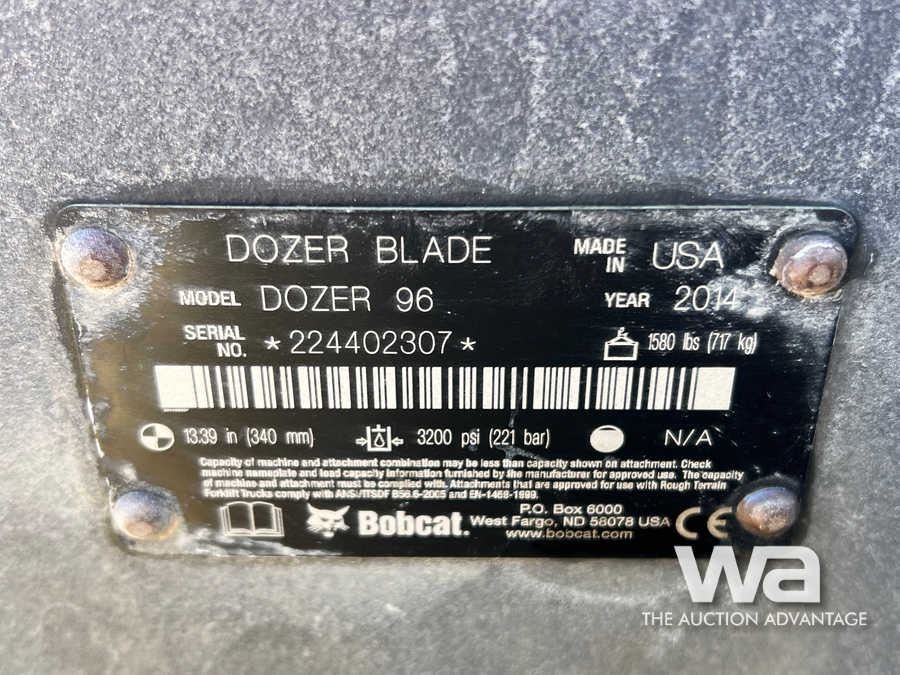 DOZER BLADE MADE IN USA
MODEL DOZER 96 YEAR 2014
SERIAL NO. *224402307* 1580 lbs (717 kg)
13.39 in (340 mm) 3200 psi (221 bar) N/A
Capacity of machine and attachment combination may be less than capacity shown on attachment. Check
machine nameplate and load capacity information furnished by the manufacturer for approved use. The capacity
of machine and attachment must be complied with. Attachments that are approved for use with Rough Terrain
Forklift Trucks comply with ANSI/ITSDF B56.6-2005 and EN-1459-1999.
Bobcat. P.O. Box 6000
West Fargo, ND 58078 USA
www.bobcat.com
CE
wa
THE AUCTION ADVANTAGE